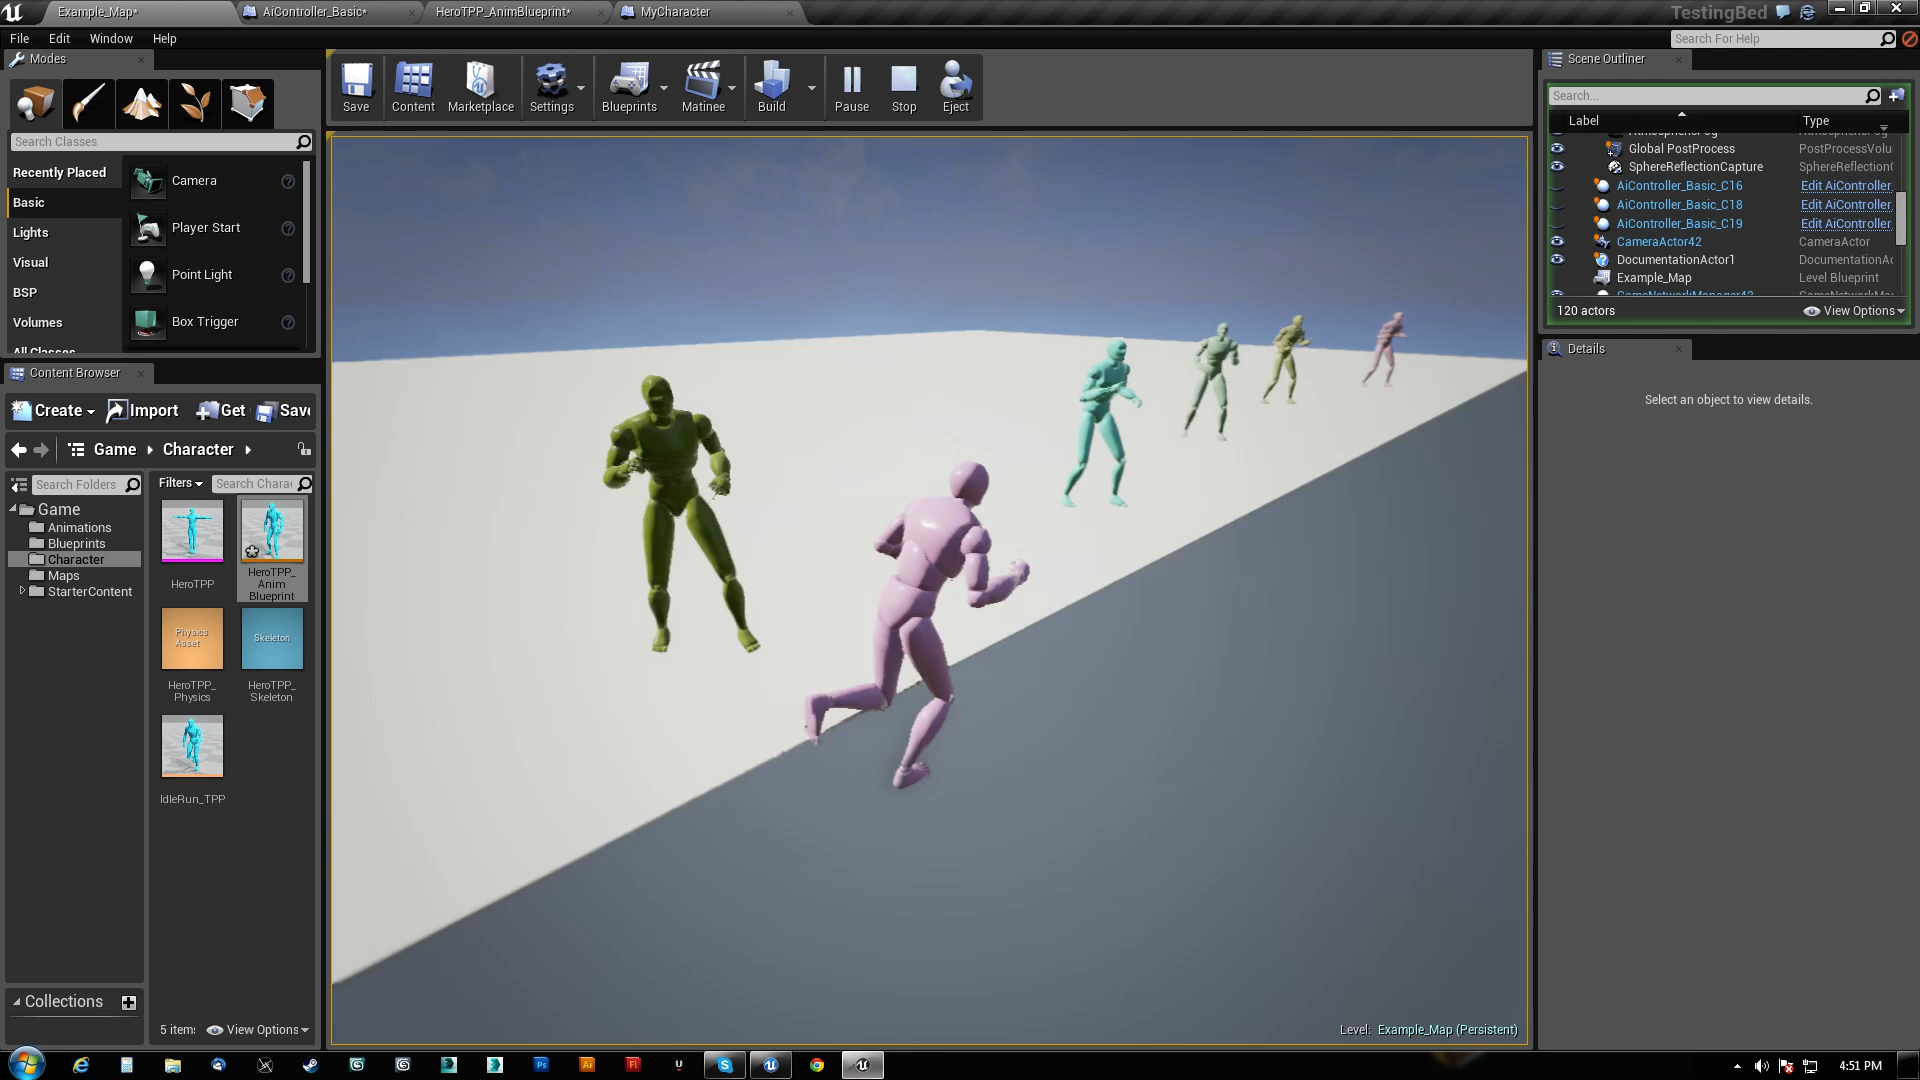 Example_Map*
AiController_Basic*
HeroTPP_AnimBlueprint*
MyCharacter
TestingBed
File
Edit
Window
Help
Search For Help
Modes
Save
Content
Marketplace
Settings
Blueprints
Matinee
Build
Pause
Stop
Eject
Search Classes
Recently Placed
Basic
Lights
Visual
BSP
Volumes
All Classes
Camera
Player Start
Point Light
Box Trigger
Content Browser
Create
Import
Get
Save
Game
Character
Search Folders
Game
Animations
Blueprints
Character
Maps
StarterContent
Filters
Search Charac
HeroTPP
HeroTPP_
Anim
Blueprint
Physics
Asset
Skeleton
HeroTPP_
Physics
HeroTPP_
Skeleton
IdleRun_TPP
Collections
5 items
View Options
Level: Example_Map (Persistent)
Scene Outliner
Search...
Label Type
Global PostProcess PostProcessVolu
SphereReflectionCapture SphereReflection
AiController_Basic_C16 Edit AiController
AiController_Basic_C18 Edit AiController
AiController_Basic_C19 Edit AiController
CameraActor42 CameraActor
DocumentationActor1 DocumentationAc
Example_Map Level Blueprint
GameNetworkManager42
120 actors
View Options
Details
Select an object to view details.
Ps
Ai
Fl
4:51 PM